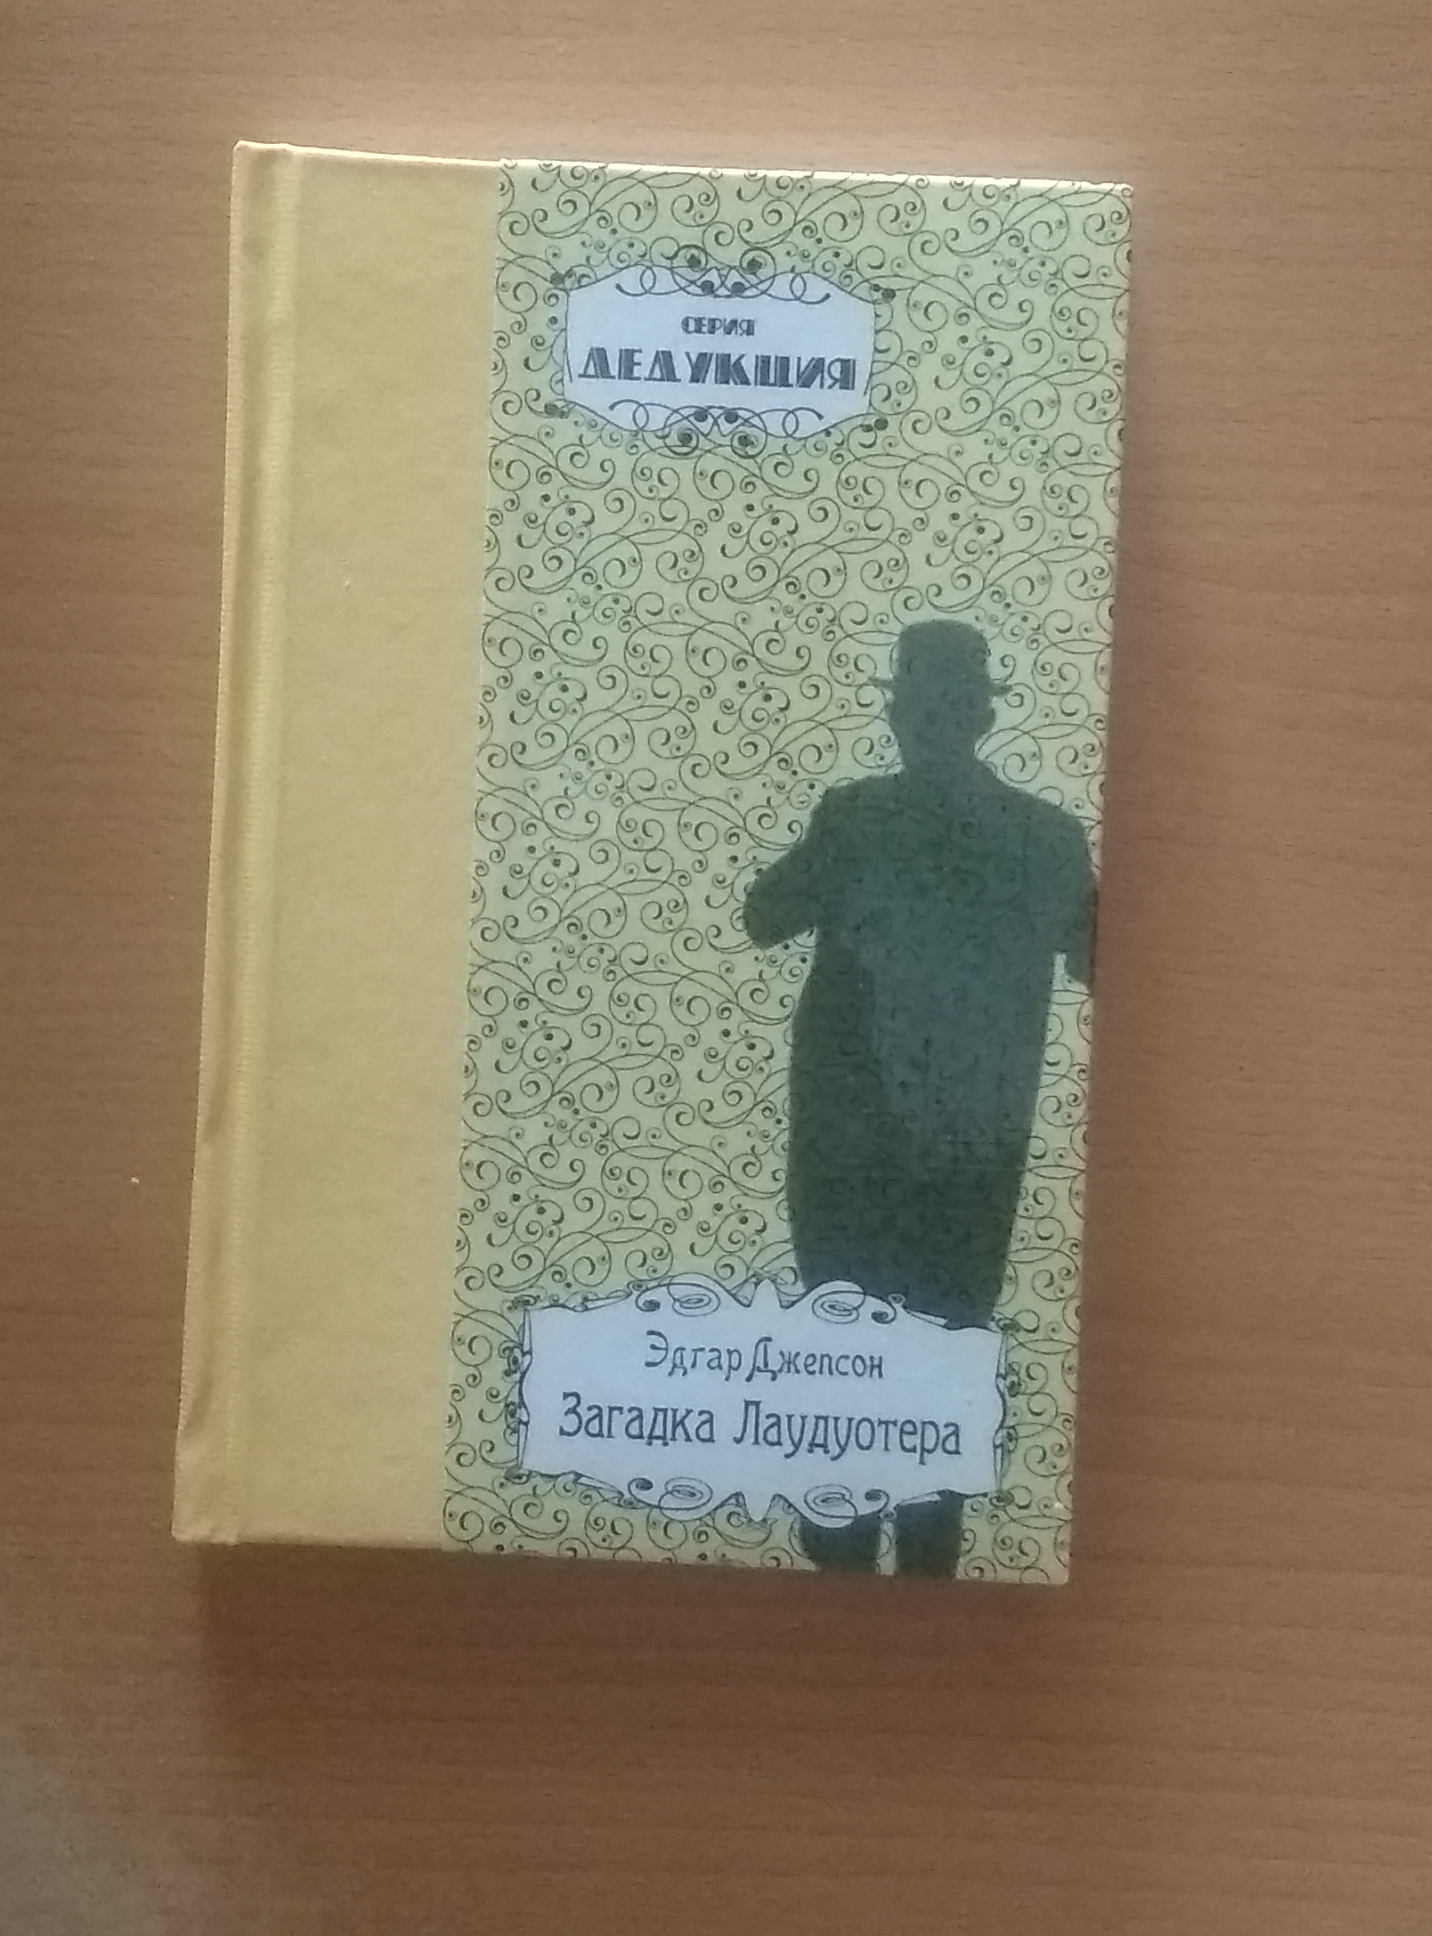 СЕРИЯ
ДЕДУКЦИЯ
Эдгар Джепсон
Загадка Лаудуотера